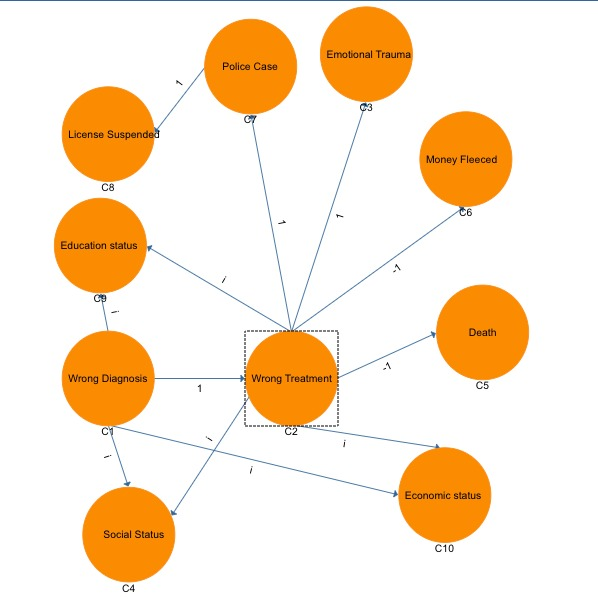 Emotional Trauma
C3
Police Case
C7
1
License Suspended
C8
Money Fleeced
C6
1
1
-1
Education status
C9
i
i
Death
C5
-1
Wrong Diagnosis
C1
1
Wrong Treatment
C2
i
i
i
i
Economic status
C10
Social Status
C4